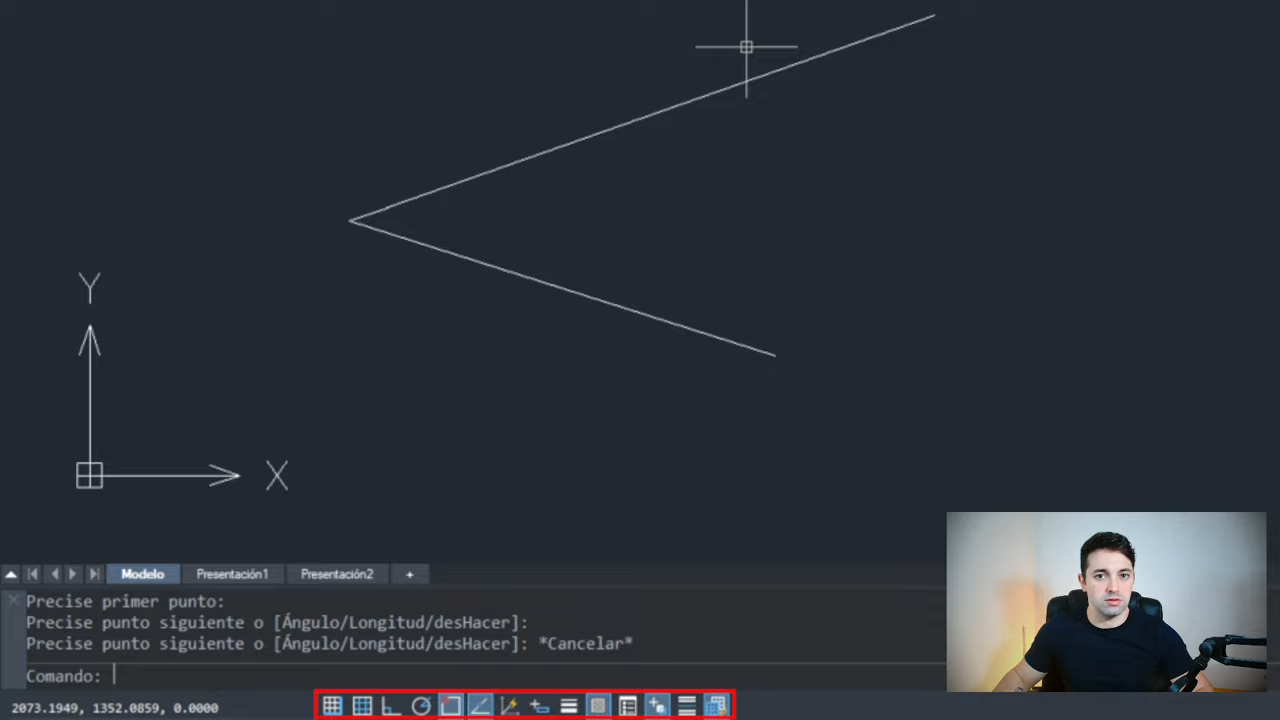 Y
X
Modelo Presentación1 Presentación2 +
Precise primer punto:
Precise punto siguiente o [Ángulo/Longitud/desHacer]:
Precise punto siguiente o [Ángulo/Longitud/desHacer]: *Cancelar*
Comando:
2073.1949, 1352.0859, 0.0000